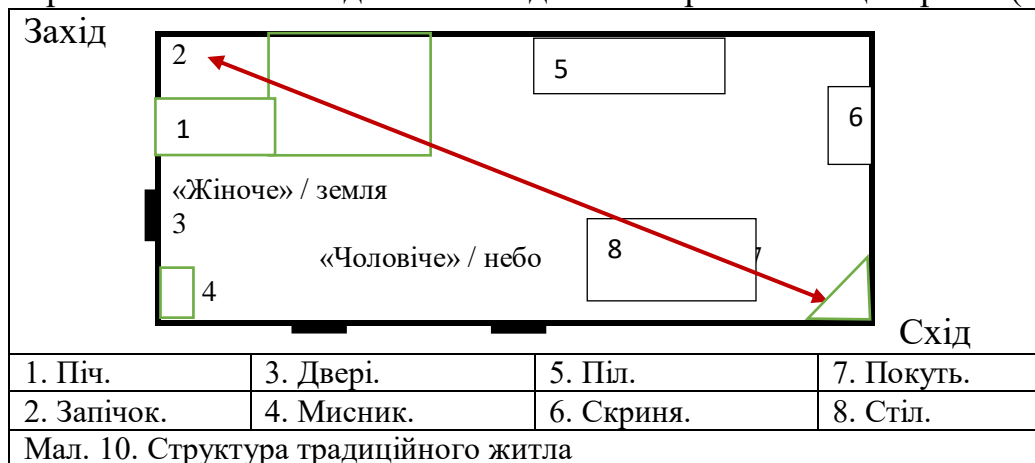 Захід
2
5
6
1
«Жіноче» / земля
3
8
«Чоловіче» / небо
4
Схід
1. Піч.
3. Двері.
5. Піл.
7. Покуть.
2. Запічок.
4. Мисник.
6. Скриня.
8. Стіл.
Мал. 10. Структура традиційного житла